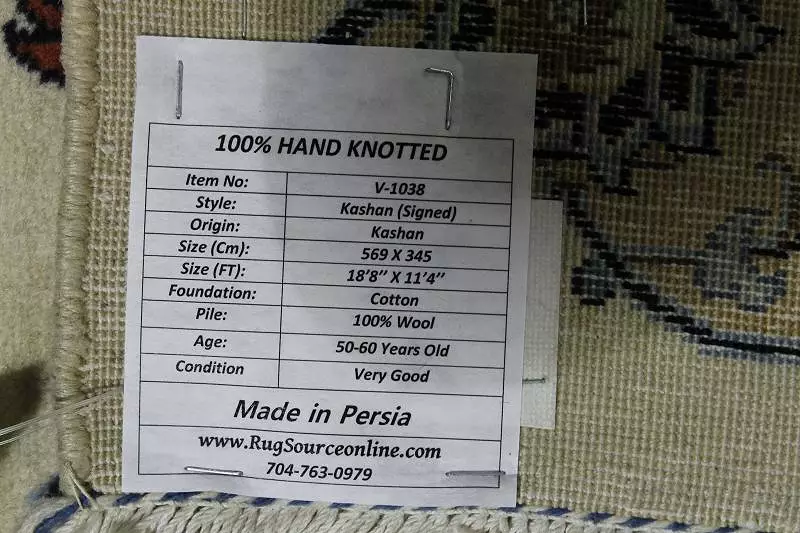 100% HAND KNOTTED
Item No: V-1038
Style: Kashan (Signed)
Origin: Kashan
Size (Cm): 569 X 345
Size (FT): 18'8'' X 11'4''
Foundation: Cotton
Pile: 100% Wool
Age: 50-60 Years Old
Condition Very Good
Made in Persia
www.RugSourceonline.com
704-763-0979